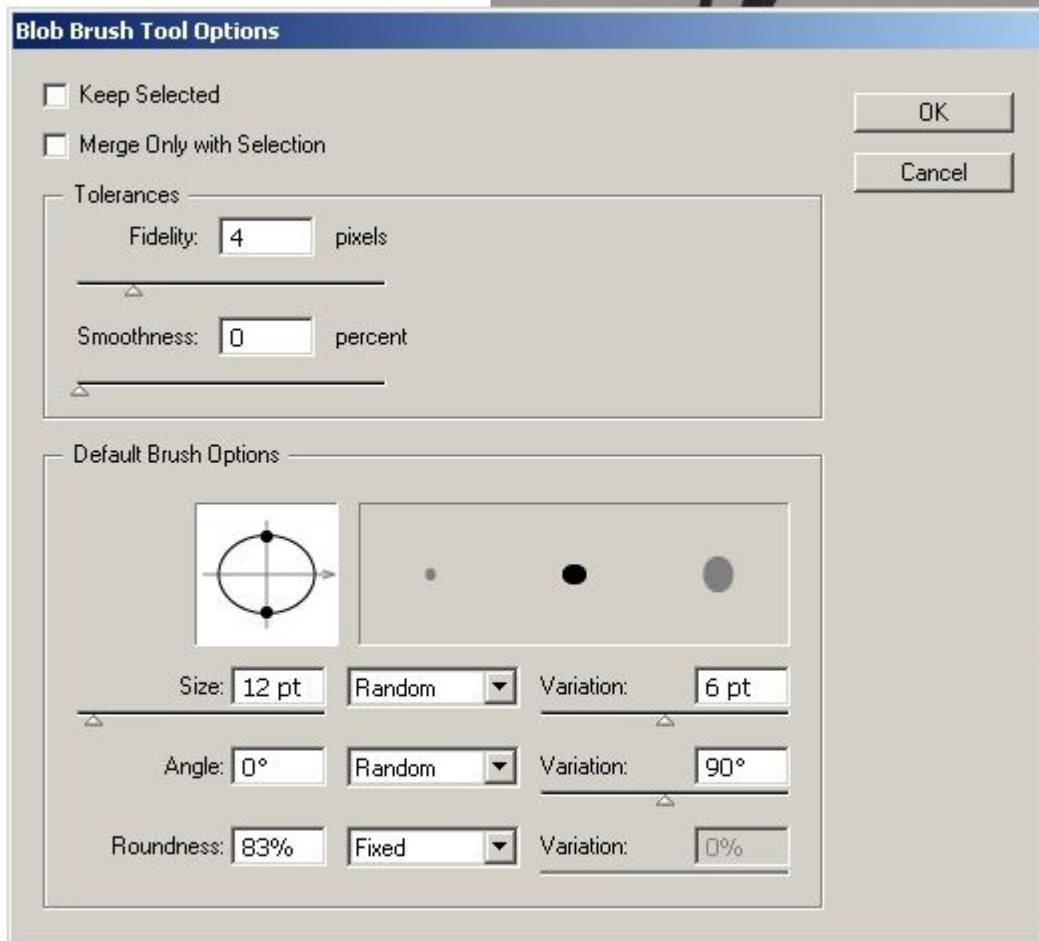 Blob Brush Tool Options
Keep Selected
OK
Merge Only with Selection
Cancel
Tolerances
Fidelity: 4 pixels
Smoothness: 0 percent
Default Brush Options
Size: 12 pt Random Variation: 6 pt
Angle: 0° Random Variation: 90°
Roundness: 83% Fixed Variation: 0%